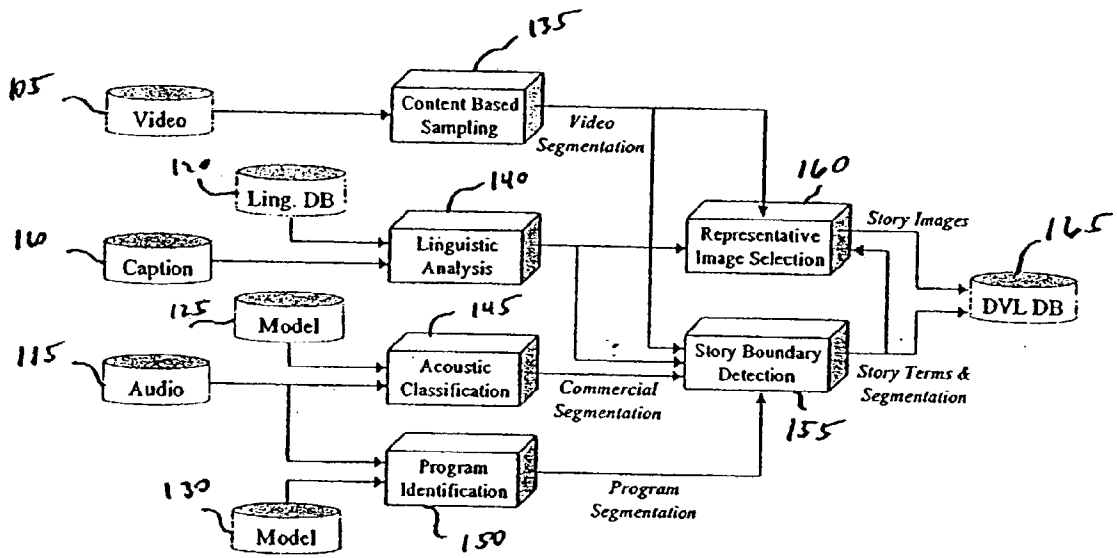 135
105
Video
Content Based
Sampling
Video
Segmentation
120
Ling. DB
140
160
110
Caption
Linguistic
Analysis
Representative
Image Selection
Story Images
165
DVL DB
125
Model
145
115
Audio
Acoustic
Classification
Commercial
Segmentation
Story Boundary
Detection
Story Terms &
Segmentation
155
130
Model
Program
Identification
150
Program
Segmentation